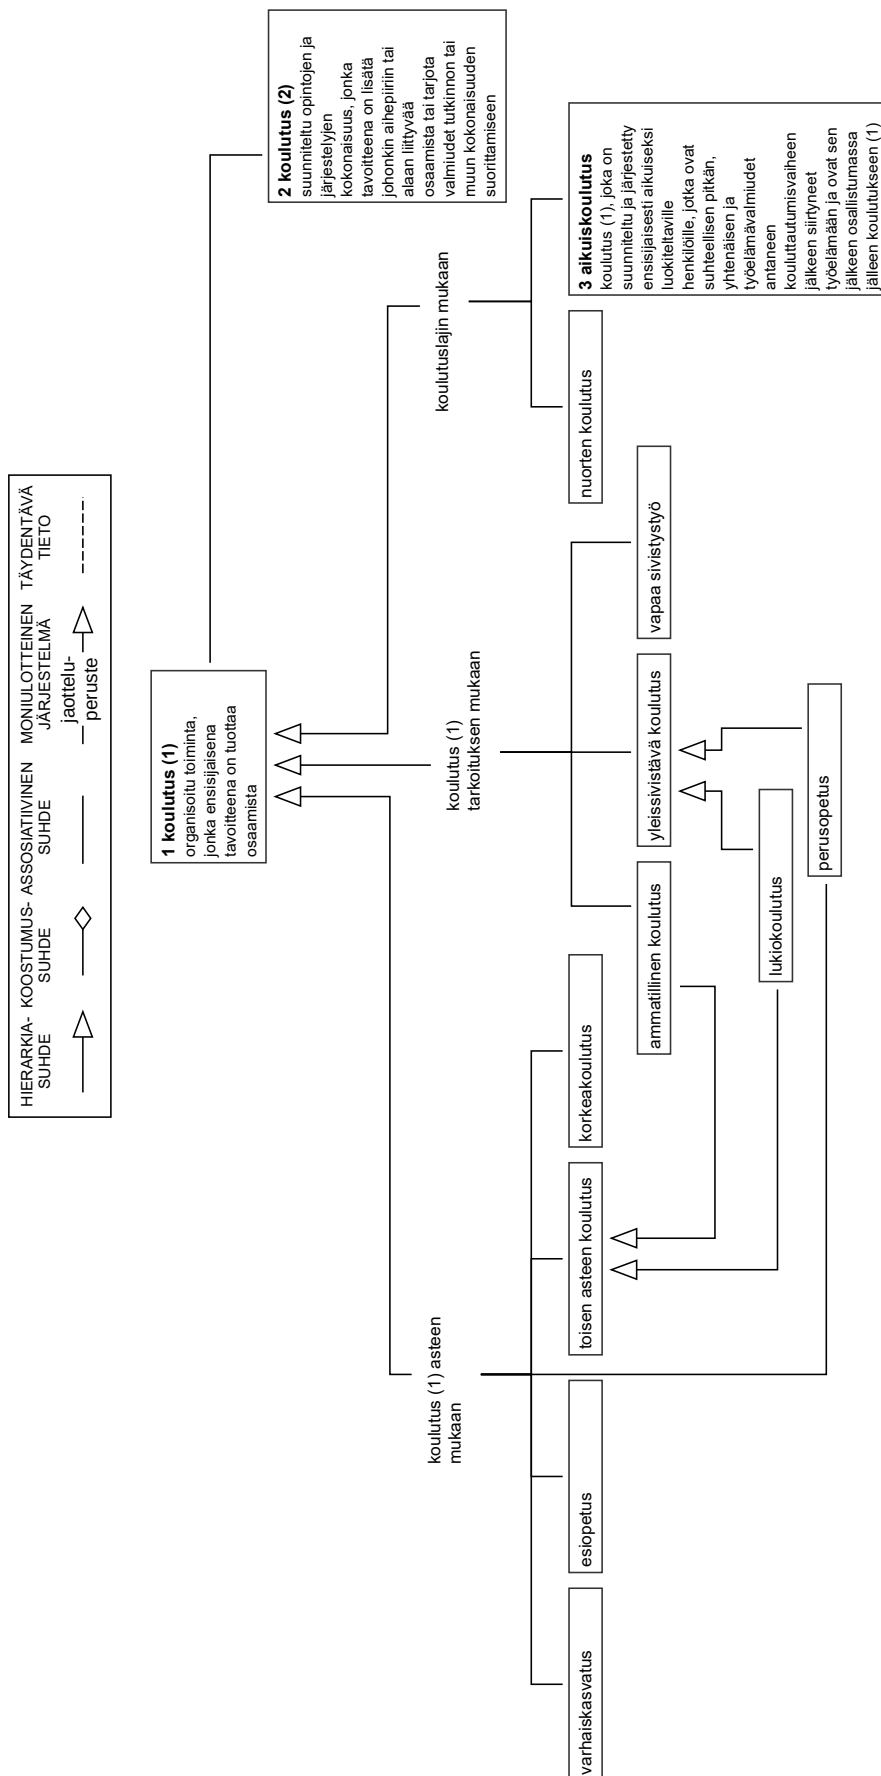 HIERARKIA-
SUHDE
KOOSTUMUS-
SUHDE
ASSOSIATIIVINEN
SUHDE
MONIULOTTEINEN
JÄRJESTELMÄ
jaottelu-
peruste
TÄYDENTÄVÄ
TIETO
1 koulutus (1)
organisoitu toiminta,
jonka ensisijaisena
tavoitteena on tuottaa
osaamista
2 koulutus (2)
suunniteltu opintojen ja
järjestelyjen
kokonaisuus, jonka
tavoitteena on lisätä
johonkin aihepiiriin tai
alaan liittyvää
osaamista tai tarjota
valmiudet tutkinnon tai
muun kokonaisuuden
suorittamiseen
koulutus (1) asteen
mukaan
koulutus (1)
tarkoituksen mukaan
koulutuslajin mukaan
varhaiskasvatus
esiopetus
toisen asteen koulutus
korkeakoulutus
ammatillinen koulutus
yleissivistävä koulutus
vapaa sivistystyö
nuorten koulutus
3 aikuiskoulutus
koulutus (1), joka on
suunniteltu ja järjestetty
ensisijaisesti aikuiseksi
luokiteltaville
henkilöille, jotka ovat
suhteellisen pitkän,
yhtenäisen ja
työelämävalmiudet
antaneen
kouluttautumisvaiheen
jälkeen siirtyneet
työelämään ja ovat sen
jälkeen osallistumassa
jälleen koulutukseen (1)
lukiokoulutus
perusopetus